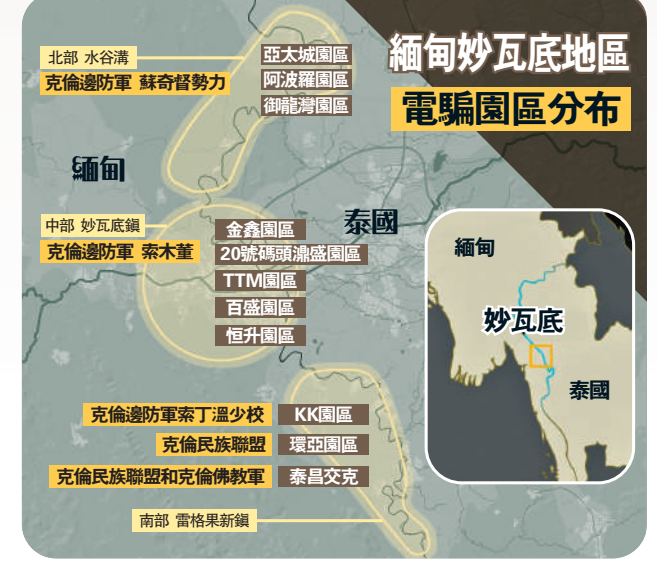 緬甸妙瓦底地區
電騙園區分布
北部 水谷溝
克倫邊防軍 蘇奇督勢力
亞太城園區
阿波羅園區
御龍灣園區
緬甸
泰國
中部 妙瓦底鎮
克倫邊防軍 索木董
金鑫園區
20號碼頭濎盛園區
TTM園區
百盛園區
恒升園區
緬甸
妙瓦底
泰國
克倫邊防軍索丁溫少校 KK園區
克倫民族聯盟 環亞園區
克倫民族聯盟和克倫佛教軍 泰昌交克
南部 雷格果新鎮